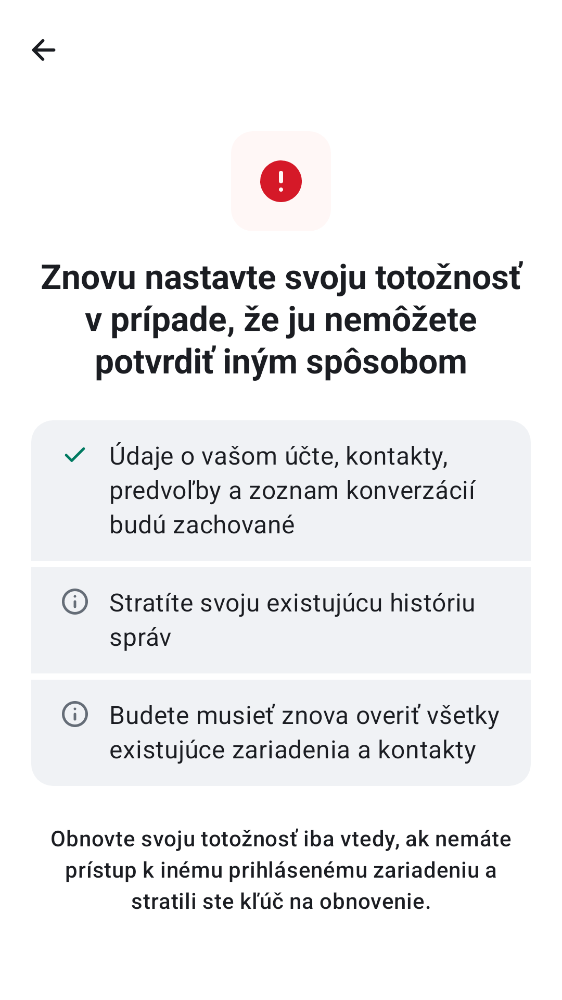 Znovu nastavte svoju totožnosť
v prípade, že ju nemôžete
potvrdiť iným spôsobom
Údaje o vašom účte, kontakty,
predvoľby a zoznam konverzácií
budú zachované
Stratíte svoju existujúcu históriu
správ
Budete musieť znova overiť všetky
existujúce zariadenia a kontakty
Obnovte svoju totožnosť iba vtedy, ak nemáte
prístup k inému prihlásenému zariadeniu a
stratili ste kľúč na obnovenie.